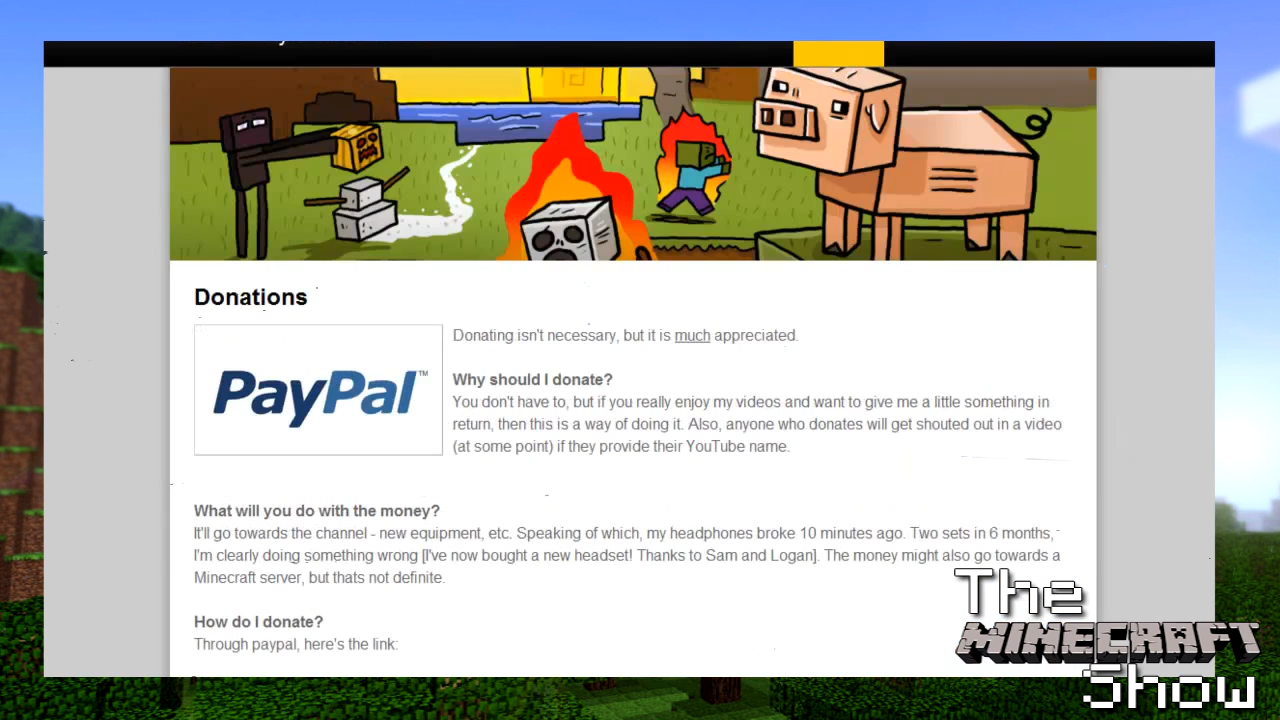 Donations
PayPal™
Donating isn't necessary, but it is much appreciated.
Why should I donate?
You don't have to, but if you really enjoy my videos and want to give me a little something in
return, then this is a way of doing it. Also, anyone who donates will get shouted out in a video
(at some point) if they provide their YouTube name.
What will you do with the money?
It'll go towards the channel - new equipment, etc. Speaking of which, my headphones broke 10 minutes ago. Two sets in 6 months,
I'm clearly doing something wrong [I've now bought a new headset! Thanks to Sam and Logan]. The money might also go towards a
Minecraft server, but thats not definite.
How do I donate?
Through paypal, here's the link:
The
MINECRAFT
Show